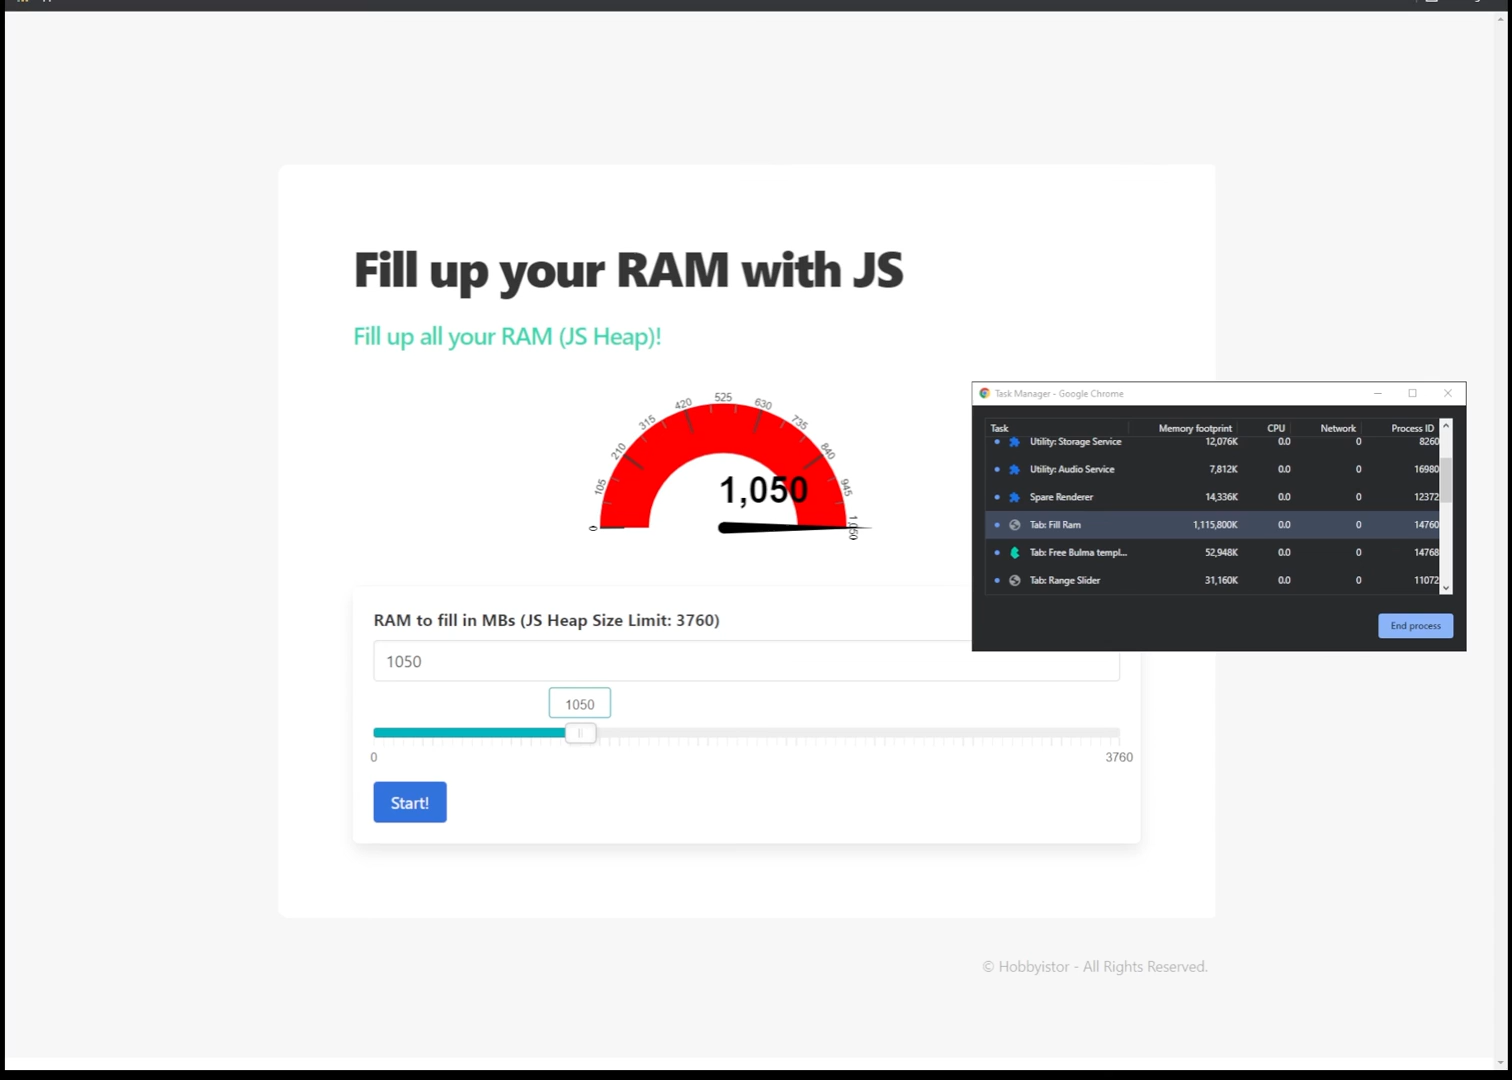 Fill up your RAM with JS
Fill up all your RAM (JS Heap)!
0
105
210
315
420
525
630
735
840
945
1,050
1,050
Task Manager - Google Chrome
Task Memory footprint CPU Network Process ID
Utility: Storage Service 12,076K 0.0 0 8260
Utility: Audio Service 7,812K 0.0 0 16980
Spare Renderer 14,336K 0.0 0 12372
Tab: Fill Ram 1,115,800K 0.0 0 14760
Tab: Free Bulma templ... 52,948K 0.0 0 14768
Tab: Range Slider 31,160K 0.0 0 11072
End process
RAM to fill in MBs (JS Heap Size Limit: 3760)
1050
1050
0 3760
Start!
© Hobbyistor - All Rights Reserved.